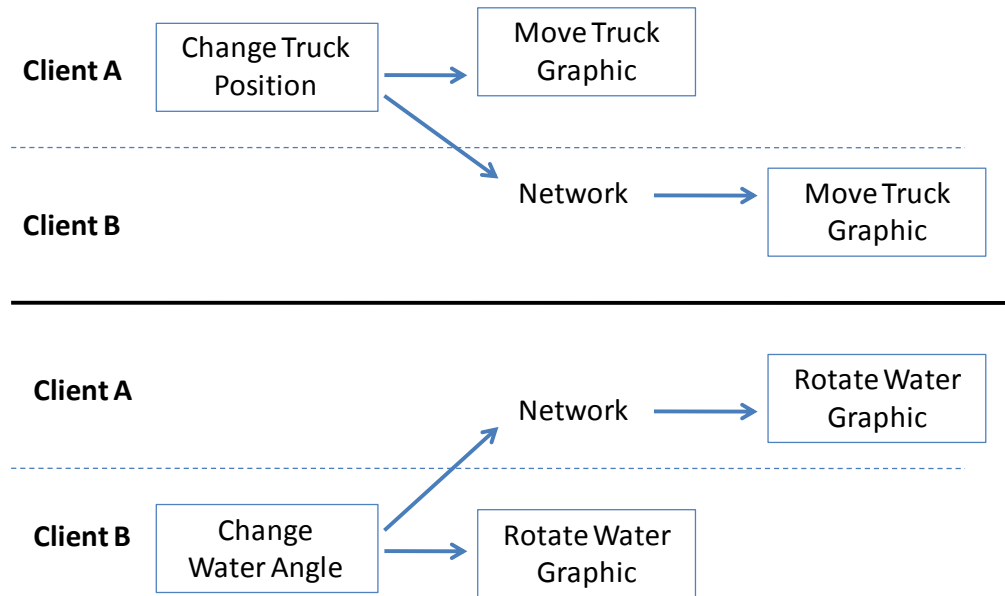 Client A
Change Truck
Position
Move Truck
Graphic
Client B
Network
Move Truck
Graphic
Client A
Network
Rotate Water
Graphic
Client B
Change
Water Angle
Rotate Water
Graphic